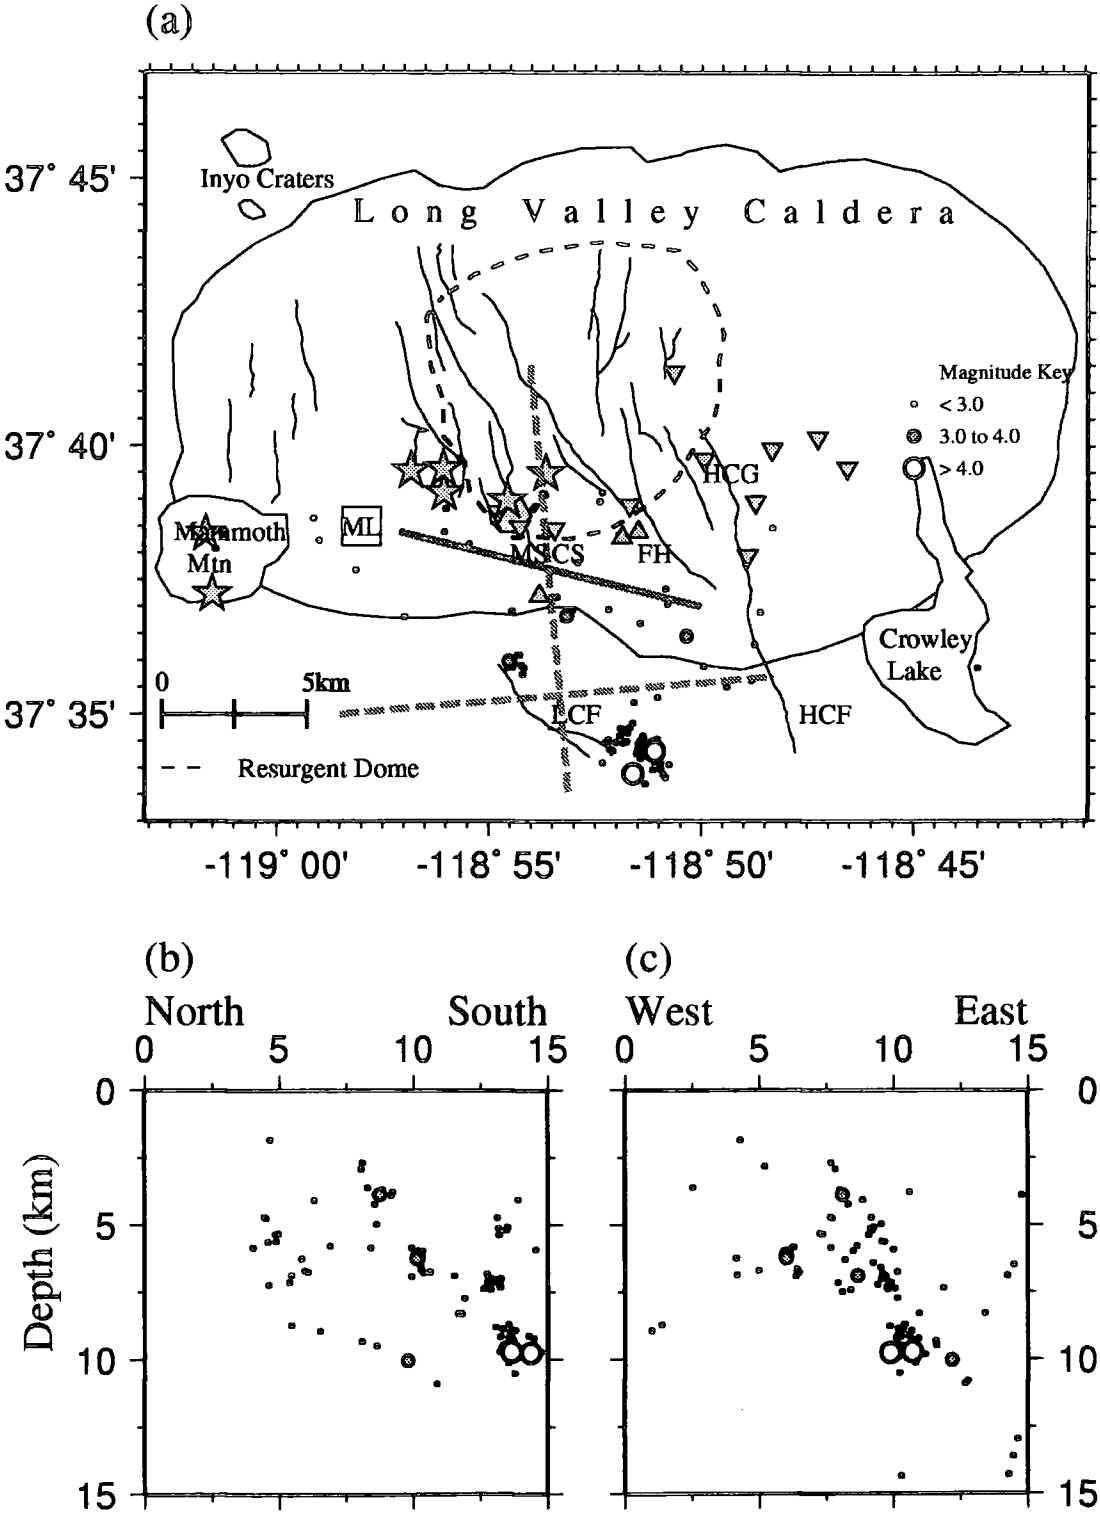 (a)
37° 45'
Inyo Craters
Long Valley Caldera
Magnitude Key
< 3.0
37° 40'
3.0 to 4.0
HCG
> 4.0
Mammoth
ML
MS CS
FH
Mtn
Crowley
Lake
0 5km
37° 35'
LCF
HCF
Resurgent Dome
-119° 00' -118° 55' -118° 50' -118° 45'
(b)
North South
0 5 10 15
0
5
10
15
Depth (km)
(c)
West East
0 5 10 15
0
5
10
15